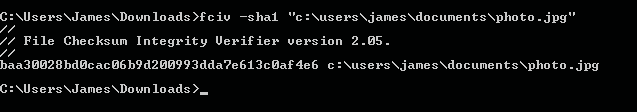 C:\Users\James\Downloads>fciv -sha1 "c:\users\james\documents\photo.jpg"
//
// File Checksum Integrity Verifier version 2.05.
//
baa30028bd0cac06b9d200993dda7e613c0af4e6 c:\users\james\documents\photo.jpg
C:\Users\James\Downloads>_